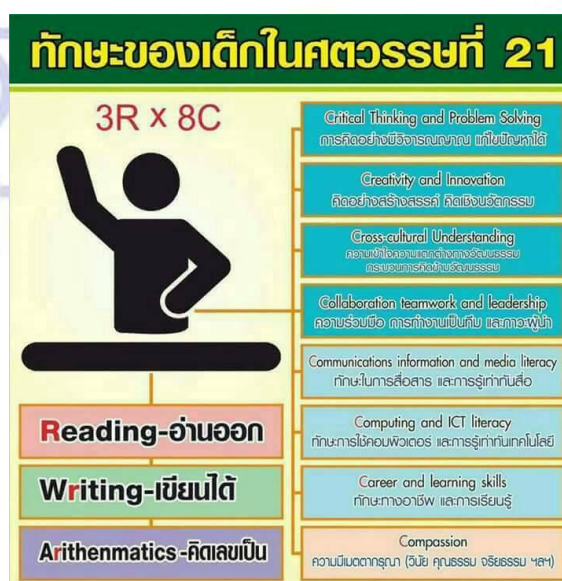 ทักษะของเด็กในศตวรรษที่ 21
3R x 8C
Reading-อ่านออก
Writing-เขียนได้
Arithenmatics -คิดเลขเป็น
Critical Thinking and Problem Solving
การคิดอย่างมีวิจารณญาณ แก้ไขปัญหาได้
Creativity and Innovation
คิดอย่างสร้างสรรค์ คิดเชิงนวัตกรรม
Cross-cultural Understanding
ความเข้าใจความแตกต่างทางวัฒนธรรม
กระบวนการคิดข้ามวัฒนธรรม
Collaboration teamwork and leadership
ความร่วมมือ การทำงานเป็นทีม และภาวะผู้นำ
Communications information and media literacy
ทักษะในการสื่อสาร และการรู้เท่าทันสื่อ
Computing and ICT literacy
ทักษะการใช้คอมพิวเตอร์ และการรู้เท่าทันเทคโนโลยี
Career and learning skills
ทักษะทางอาชีพ และการเรียนรู้
Compassion
ความมีเมตตากรุณา (วินัย คุณธรรม จริยธรรม ฯลฯ)